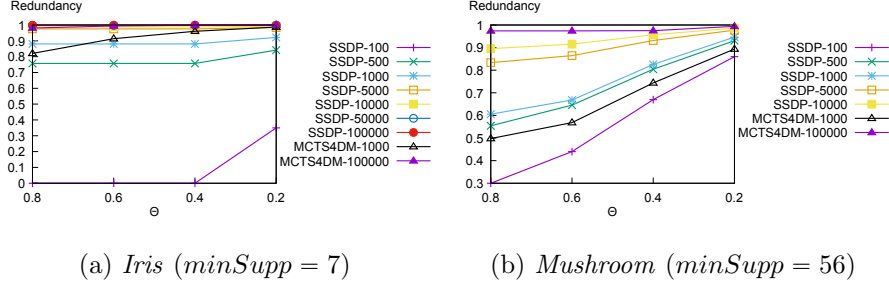 Redundancy
1
0.9
0.8
0.7
0.6
0.5
0.4
0.3
0.2
0.1
0
0.8 0.6 0.4 0.2
Θ
SSDP-100
SSDP-500
SSDP-1000
SSDP-5000
SSDP-10000
SSDP-50000
SSDP-100000
MCTS4DM-1000
MCTS4DM-100000
(a) Iris (minSupp = 7)
Redundancy
1
0.9
0.8
0.7
0.6
0.5
0.4
0.3
0.8 0.6 0.4 0.2
Θ
SSDP-100
SSDP-500
SSDP-1000
SSDP-5000
SSDP-10000
MCTS4DM-1000
MCTS4DM-100000
(b) Mushroom (minSupp = 56)